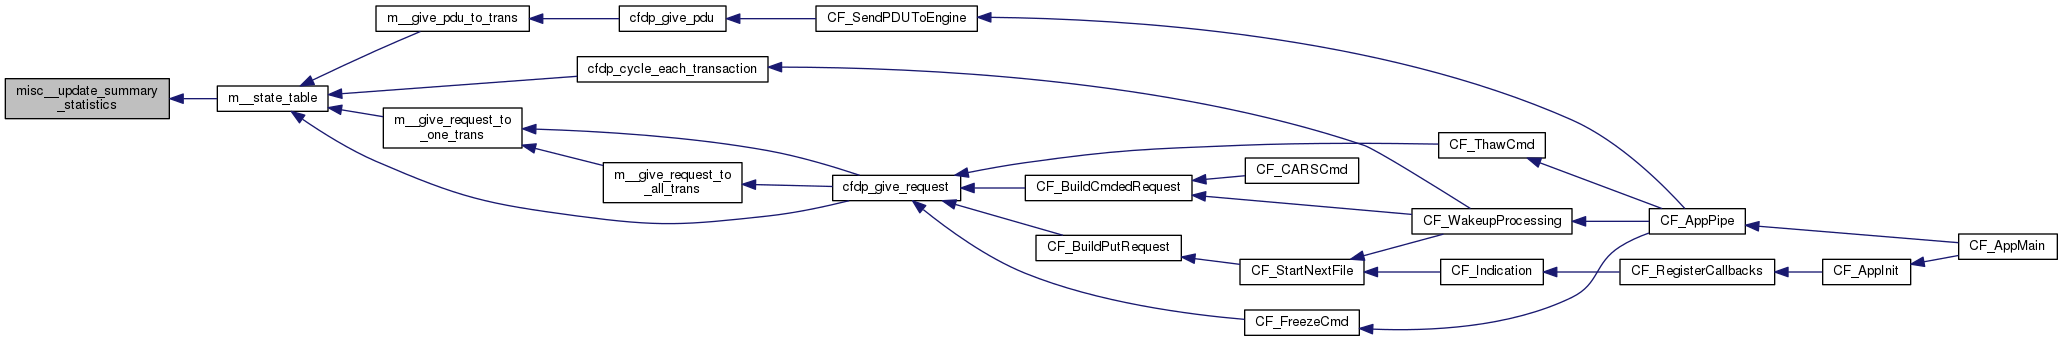 m__give_pdu_to_trans
cfdp_give_pdu
CF_SendPDUToEngine
cfdp_cycle_each_transaction
misc__update_summary
_statistics
m__state_table
m__give_request_to
_one_trans
CF_ThawCmd
CF_CARSCmd
m__give_request_to
_all_trans
cfdp_give_request
CF_BuildCmdedRequest
CF_WakeupProcessing
CF_AppPipe
CF_BuildPutRequest
CF_AppMain
CF_StartNextFile
CF_Indication
CF_RegisterCallbacks
CF_AppInit
CF_FreezeCmd